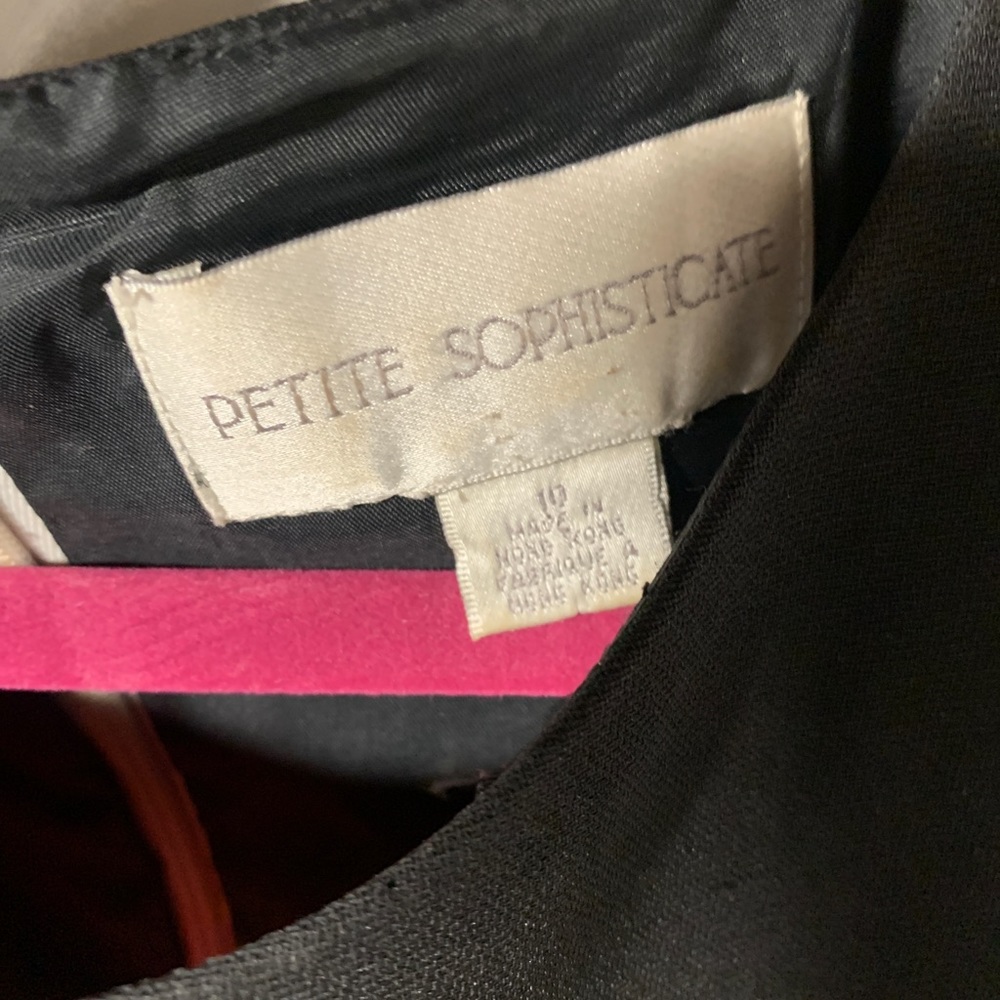 PETITE SOPHISTICATE
10
MADE IN
HONG KONG
FABRIQUE A
HONG KONG